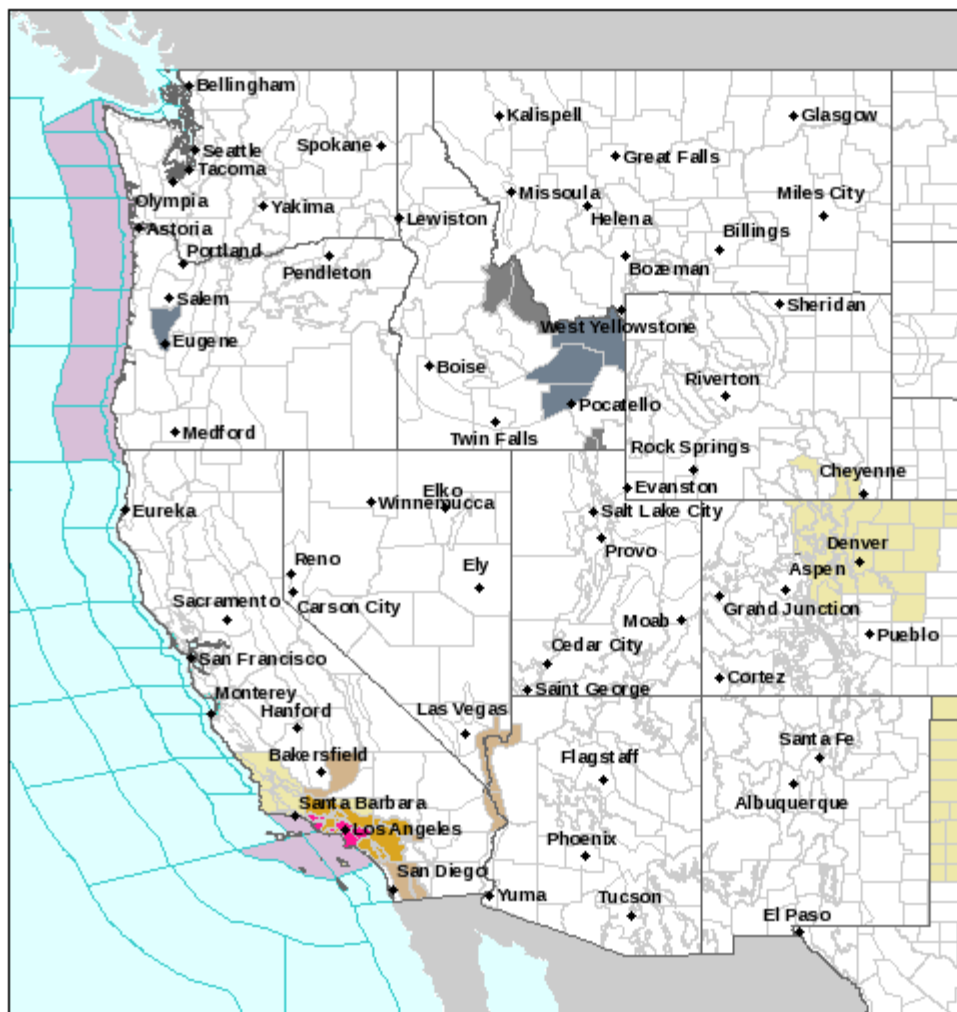 Bellingham
Kalispell
Glasgow
Seattle
Spokane
Great Falls
Tacoma
Missoula
Miles City
Olympia
Yakima
Lewiston
Helena
Astoria
Billings
Portland
Pendleton
Bozeman
Salem
Sheridan
West Yellowstone
Eugene
Boise
Riverton
Pocatello
Medford
Twin Falls
Rock Springs
Cheyenne
Elko
Evanston
Winnemucca
Eureka
Salt Lake City
Denver
Provo
Reno
Ely
Aspen
Sacramento
Carson City
Grand Junction
Moab
Pueblo
Cedar City
San Francisco
Cortez
Saint George
Monterey
Hanford
Las Vegas
Santa Fe
Bakersfield
Flagstaff
Santa Barbara
Albuquerque
Los Angeles
Phoenix
San Diego
Yuma
Tucson
El Paso